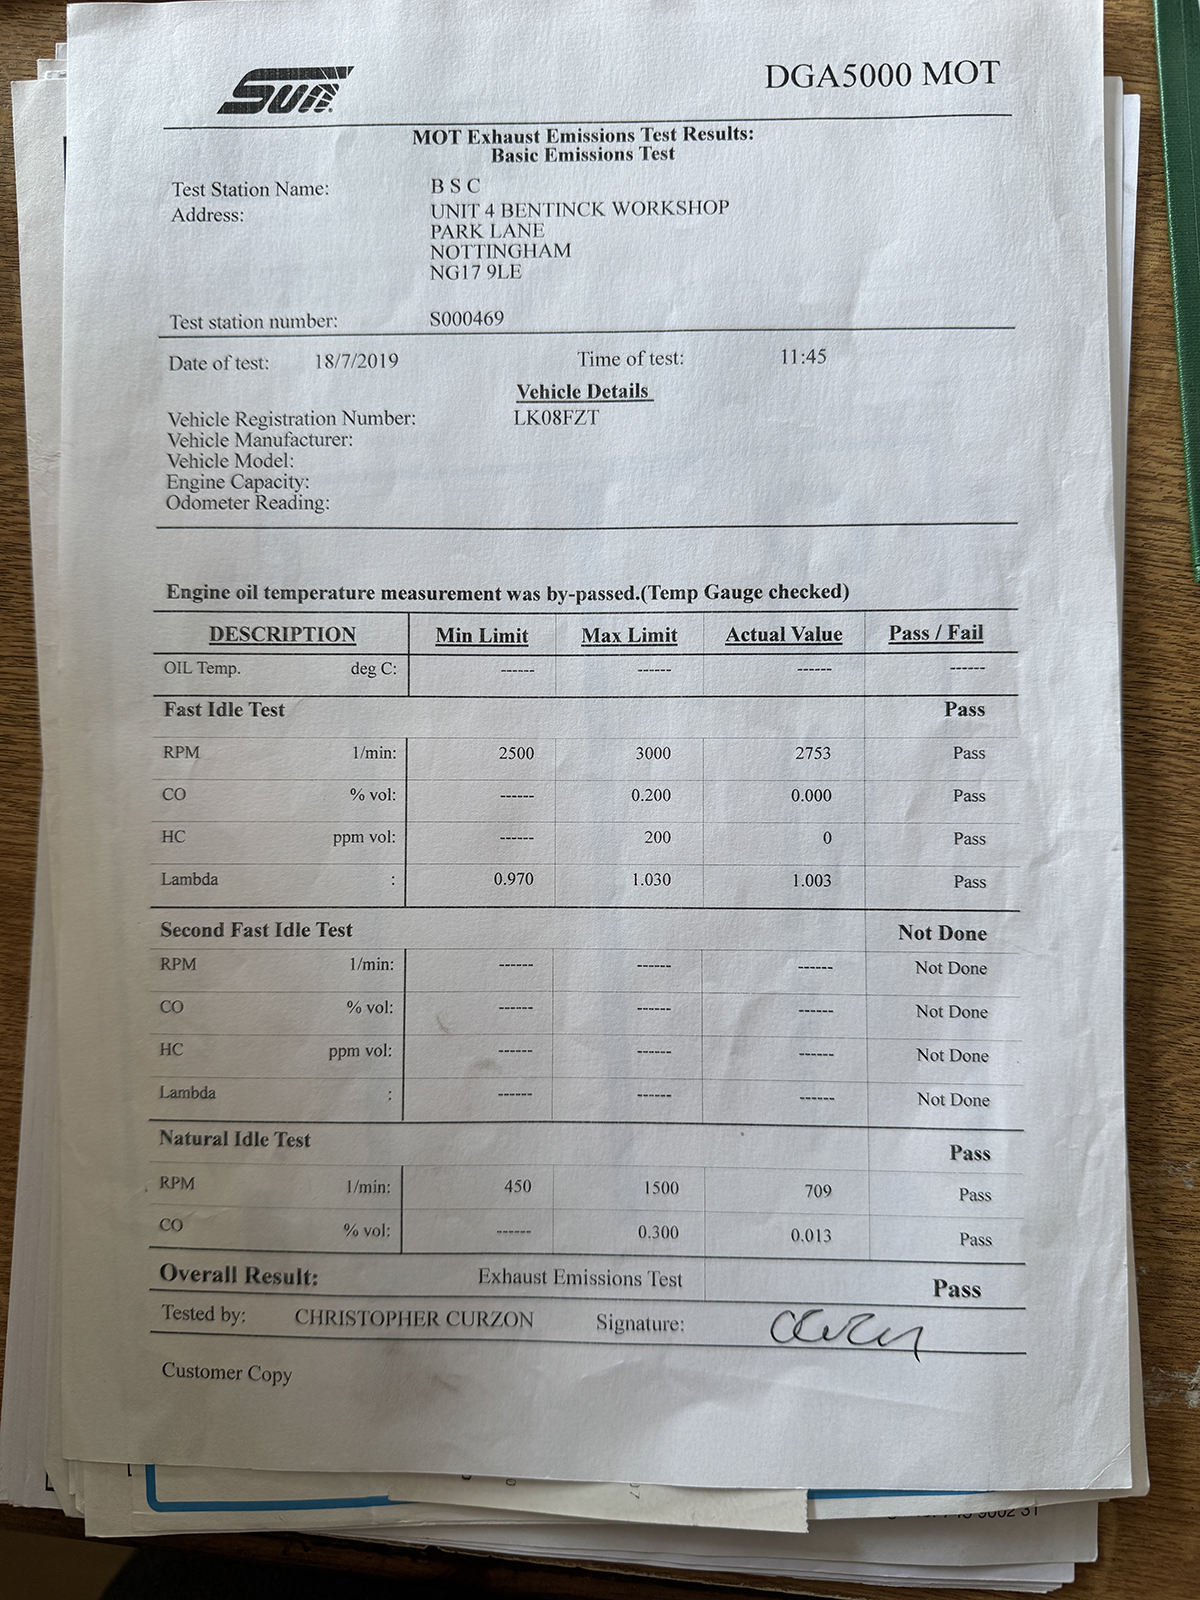 Sun
DGA5000 MOT
MOT Exhaust Emissions Test Results:
Basic Emissions Test
Test Station Name: B S C
Address: UNIT 4 BENTINCK WORKSHOP
PARK LANE
NOTTINGHAM
NG17 9LE
Test station number: S000469
Date of test: 18/7/2019 Time of test: 11:45
Vehicle Details
Vehicle Registration Number: LK08FZT
Vehicle Manufacturer:
Vehicle Model:
Engine Capacity:
Odometer Reading:
Engine oil temperature measurement was by-passed.(Temp Gauge checked)
DESCRIPTION Min Limit Max Limit Actual Value Pass / Fail
OIL Temp. deg C: ------ ------ ------ ------
Fast Idle Test Pass
RPM 1/min: 2500 3000 2753 Pass
CO % vol: ------ 0.200 0.000 Pass
HC ppm vol: ------ 200 0 Pass
Lambda : 0.970 1.030 1.003 Pass
Second Fast Idle Test Not Done
RPM 1/min: ------ ------ ------ Not Done
CO % vol: ------ ------ ------ Not Done
HC ppm vol: ------ ------ ------ Not Done
Lambda : ------ ------ ------ Not Done
Natural Idle Test Pass
RPM 1/min: 450 1500 709 Pass
CO % vol: ------ 0.300 0.013 Pass
Overall Result: Exhaust Emissions Test Pass
Tested by: CHRISTOPHER CURZON Signature:
Customer Copy